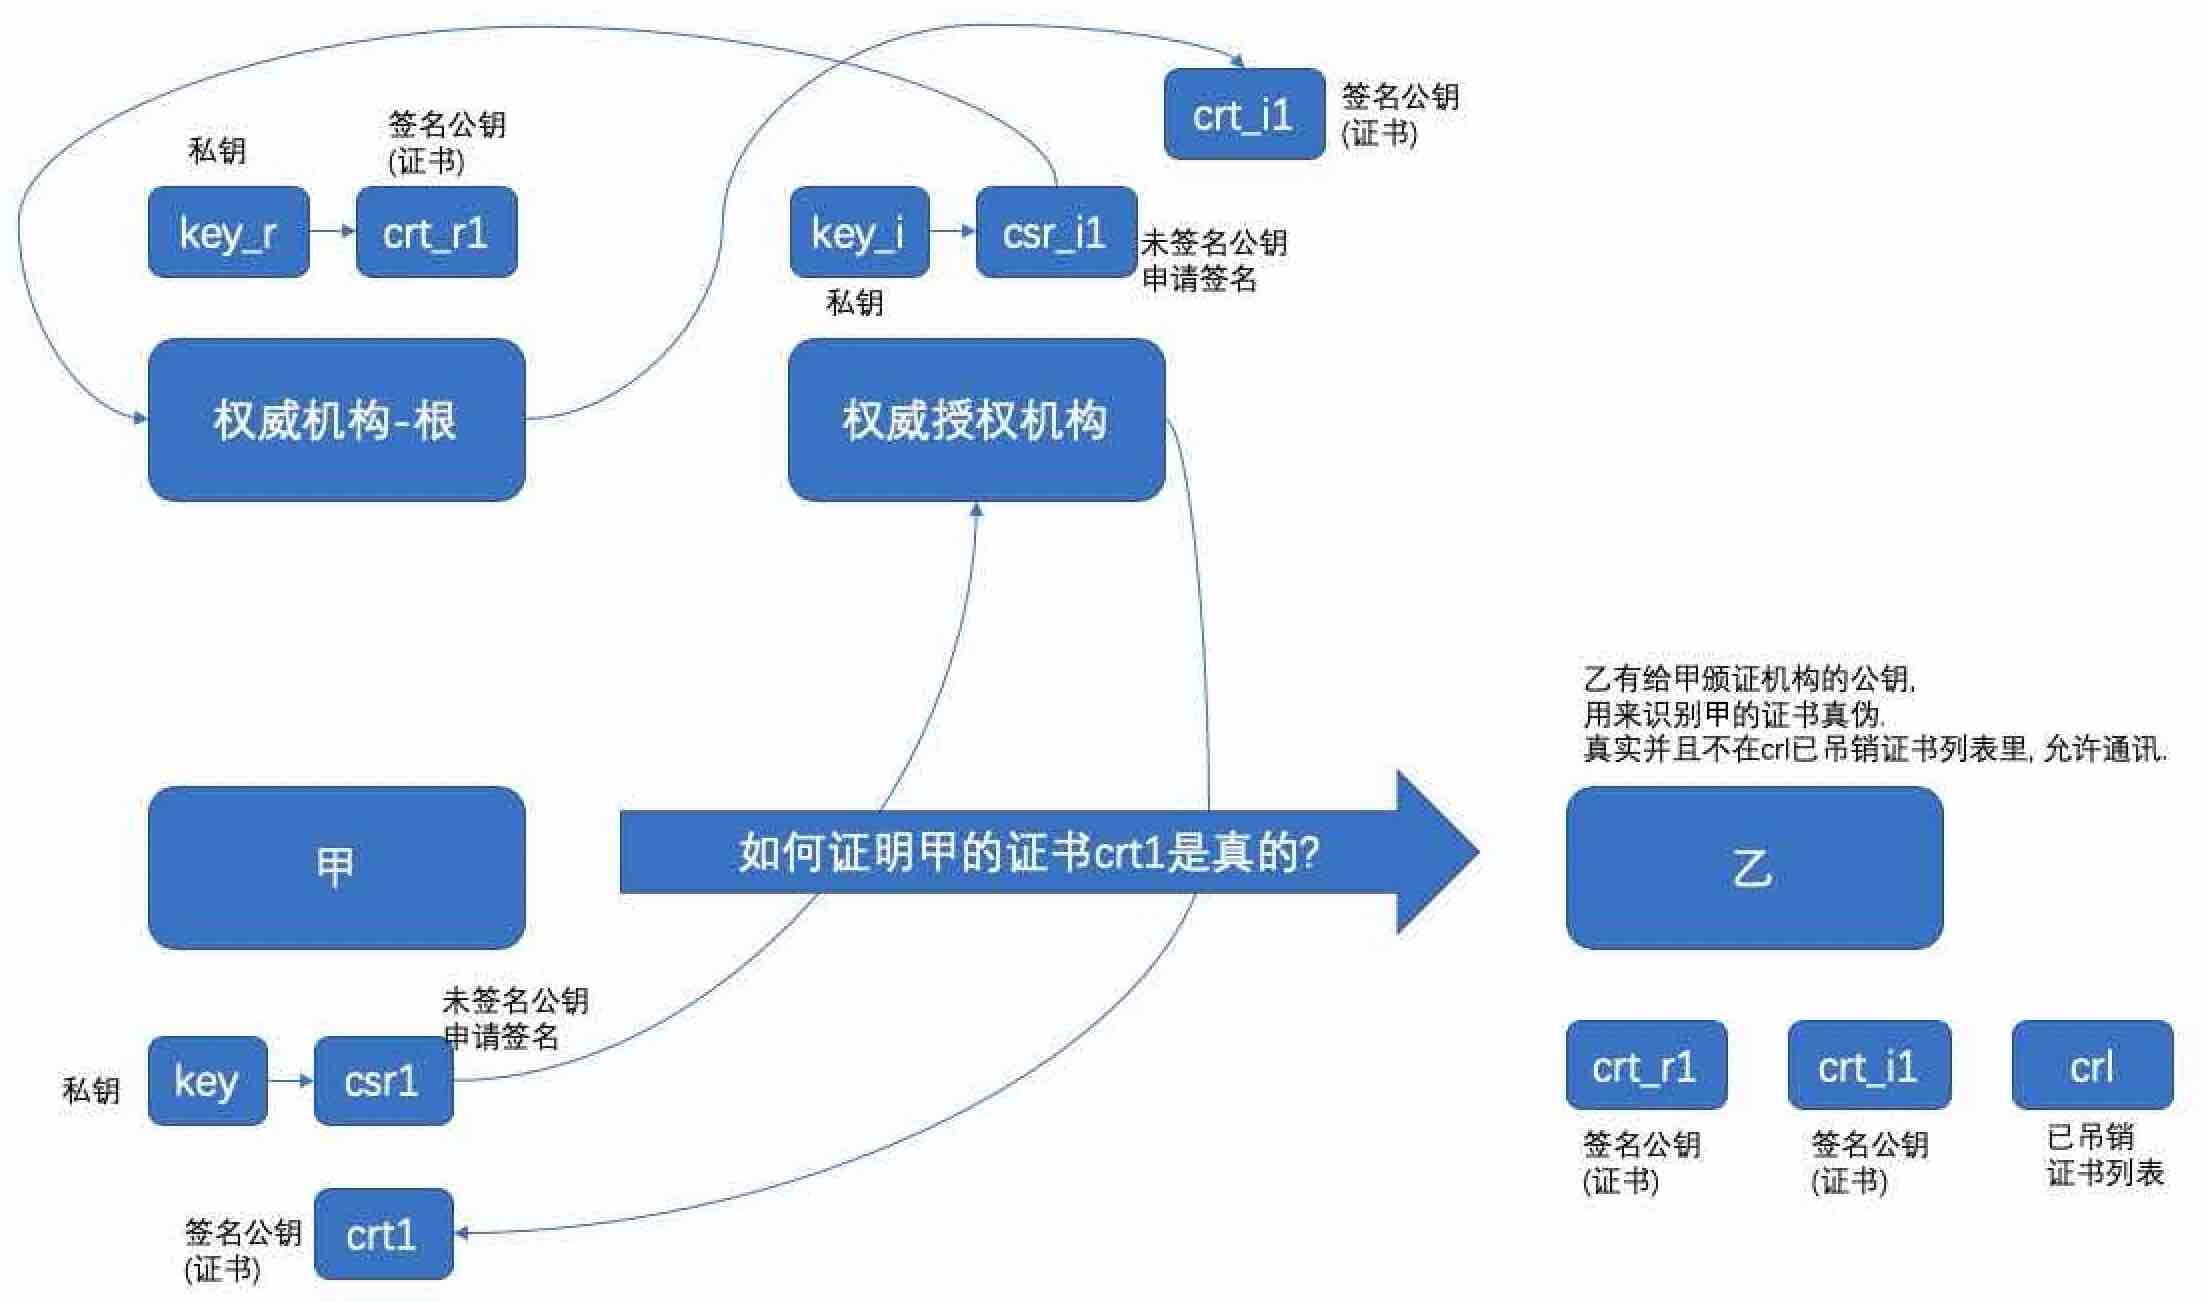 crt_i1
签名公钥
(证书)
私钥
签名公钥
(证书)
key_r
crt_r1
key_i
csr_i1
未签名公钥
申请签名
私钥
权威机构-根
权威授权机构
乙有给甲颁证机构的公钥,
用来识别甲的证书真伪.
真实并且不在crl已吊销证书列表里, 允许通讯.
甲
如何证明甲的证书crt1是真的?
乙
未签名公钥
申请签名
私钥
key
csr1
crt_r1
crt_i1
crl
签名公钥
(证书)
签名公钥
(证书)
已吊销
证书列表
签名公钥
(证书)
crt1